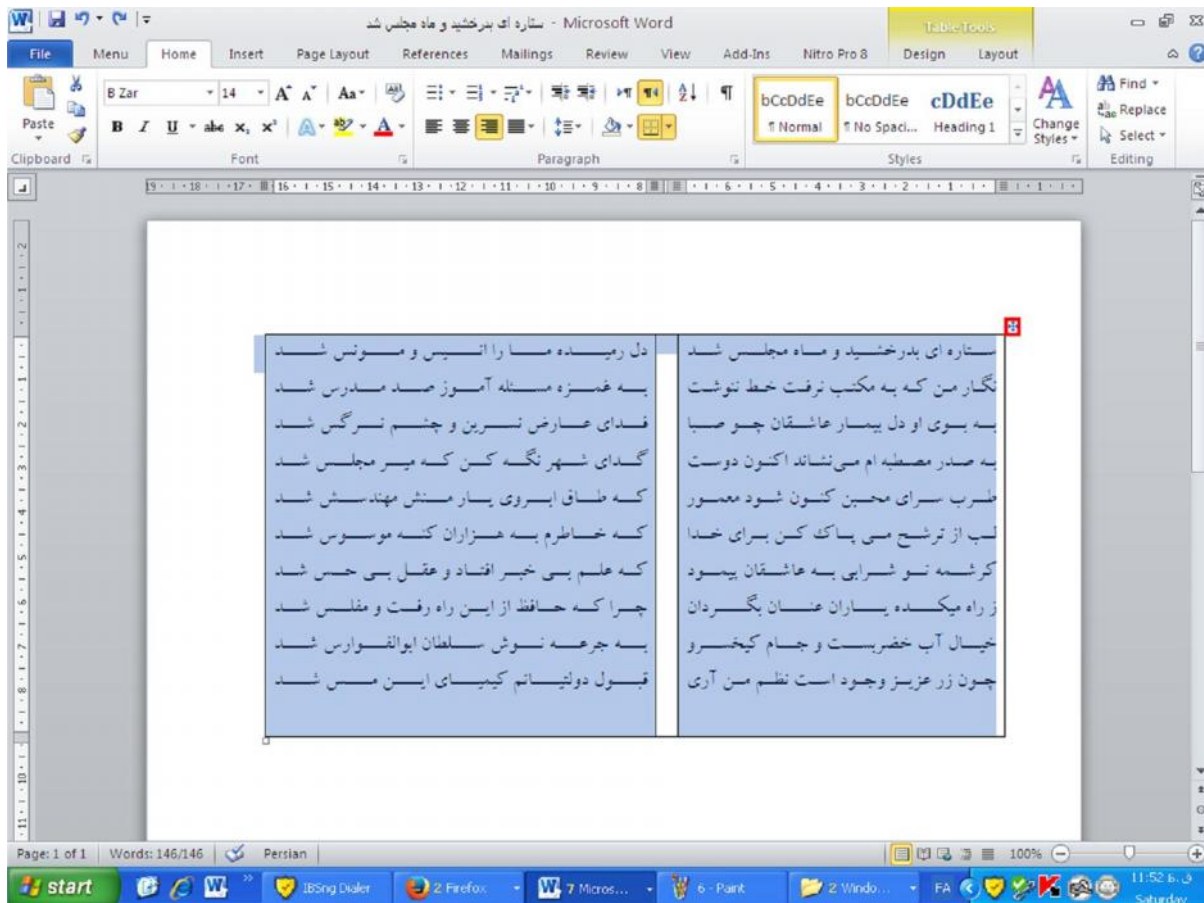 ستاره ای بدرخشید و ماه مجلس شد - Microsoft Word
Table Tools
File Menu Home Insert Page Layout References Mailings Review View Add-Ins Nitro Pro 8 Design Layout
Paste
B Zar 14
bCcDdEe bCcDdEe cDdEe
¶ Normal ¶ No Spaci... Heading 1
Change Styles
Find
Replace
Select
Clipboard Font Paragraph Styles Editing
ستاره ای بدرخشید و ماه مجلس شد دل رمیده ما را انیس و مونس شد
نگار من که به مکتب نرفت خط ننوشت به غمزه مسئله آموز صد مدرس شد
به بوی او دل بیمار عاشقان چو صبا فدای عارض نسرین و چشم نرگس شد
به صدر مصطبه ام می‌نشاند اکنون دوست گدای شهر نگه کن که میر مجلس شد
طرب سرای محبن کنون شود معمور که طاق ابروی یار منش مهندسش شد
لب از ترشح می پاک کن برای خدا که خاطرم به هزاران کنه موسوس شد
کرشمه تو شرابی به عاشقان پیمود که علم بی خبر افتاد و عقل بی حس شد
ز راه میکده یاران عنان بگردان چرا که حافظ از این راه رفت و مفلس شد
خیال آب خضربست و جام کیخسرو به جرعه نوش سلطان ابوالفوارس شد
چون زر عزیز وجود است نظم من آری قبول دولتیانم کیمیای این مس شد
Page: 1 of 1 Words: 146/146 Persian 100%
start IBSng Dialer 2 Firefox 7 Micros... 6 - Paint 2 Windo... FA 11:52 ق.ظ
Saturday